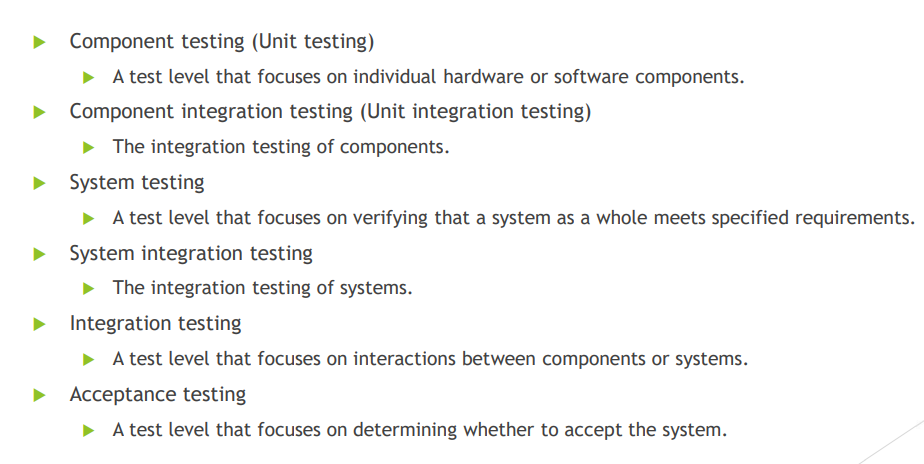 Component testing (Unit testing)
A test level that focuses on individual hardware or software components.
Component integration testing (Unit integration testing)
The integration testing of components.
System testing
A test level that focuses on verifying that a system as a whole meets specified requirements.
System integration testing
The integration testing of systems.
Integration testing
A test level that focuses on interactions between components or systems.
Acceptance testing
A test level that focuses on determining whether to accept the system.